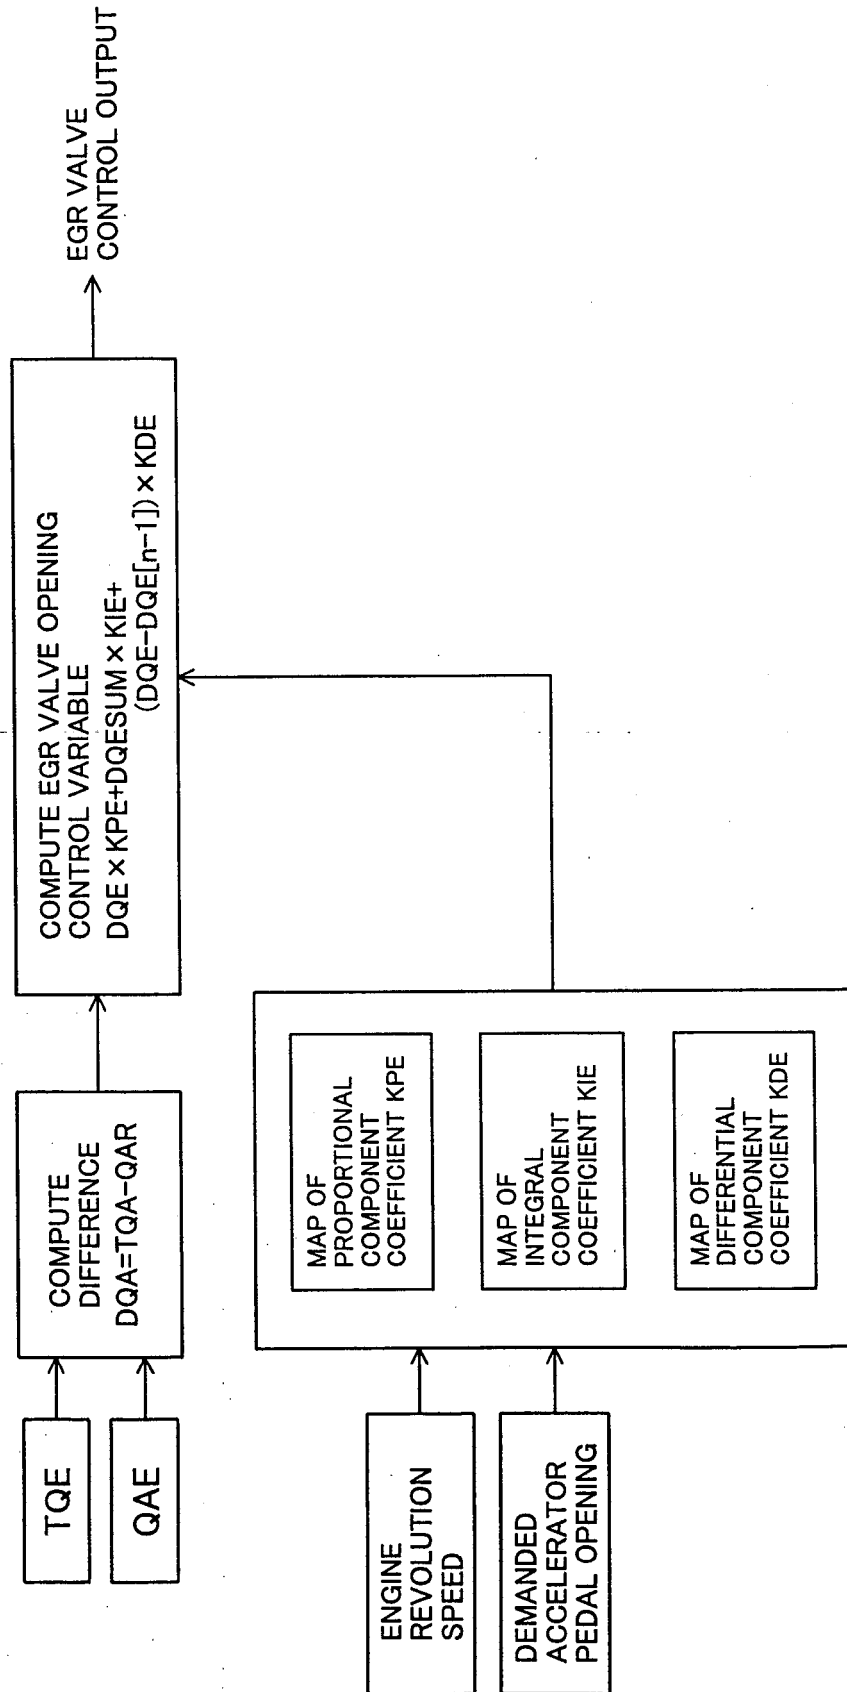 TQE
QAE
COMPUTE
DIFFERENCE
DQA=TQA-QAR
COMPUTE EGR VALVE OPENING
CONTROL VARIABLE
DQE×KPE+DQESUM×KIE+
(DQE-DQE[n-1])×KDE
EGR VALVE
CONTROL OUTPUT
ENGINE
REVOLUTION
SPEED
DEMANDED
ACCELERATOR
PEDAL OPENING
MAP OF
PROPORTIONAL
COMPONENT
COEFFICIENT KPE
MAP OF
INTEGRAL
COMPONENT
COEFFICIENT KIE
MAP OF
DIFFERENTIAL
COMPONENT
COEFFICIENT KDE